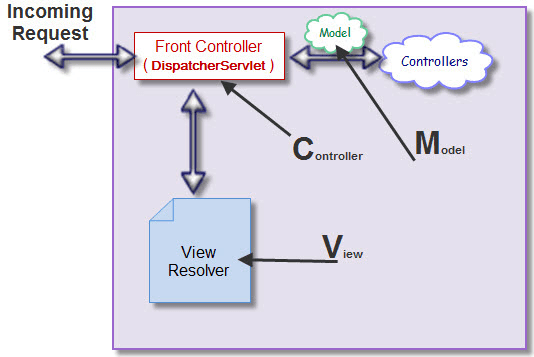 Incoming
Request
Front Controller
( DispatcherServlet )
Model
Controllers
Controller
Model
View
Resolver
View